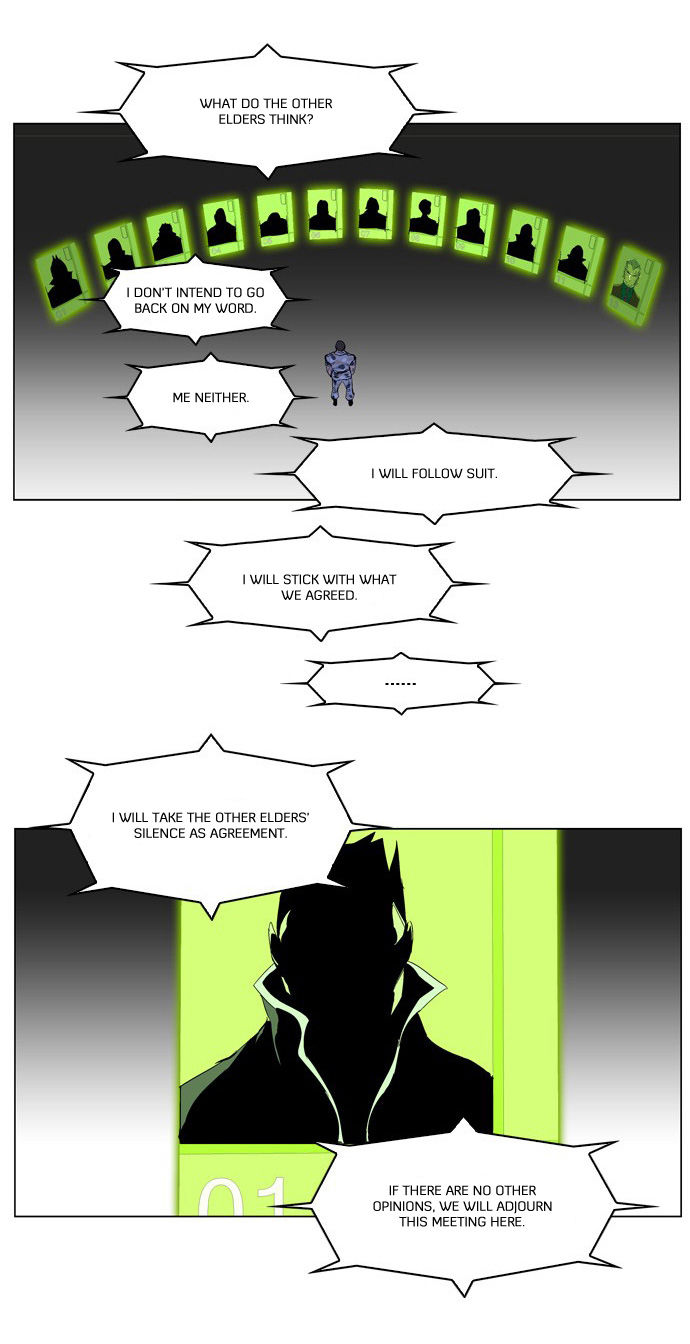 WHAT DO THE OTHER
ELDERS THINK?
I DON'T INTEND TO GO
BACK ON MY WORD.
ME NEITHER.
I WILL FOLLOW SUIT.
I WILL STICK WITH WHAT
WE AGREED.
------
I WILL TAKE THE OTHER ELDERS'
SILENCE AS AGREEMENT.
01
IF THERE ARE NO OTHER
OPINIONS, WE WILL ADJOURN
THIS MEETING HERE.